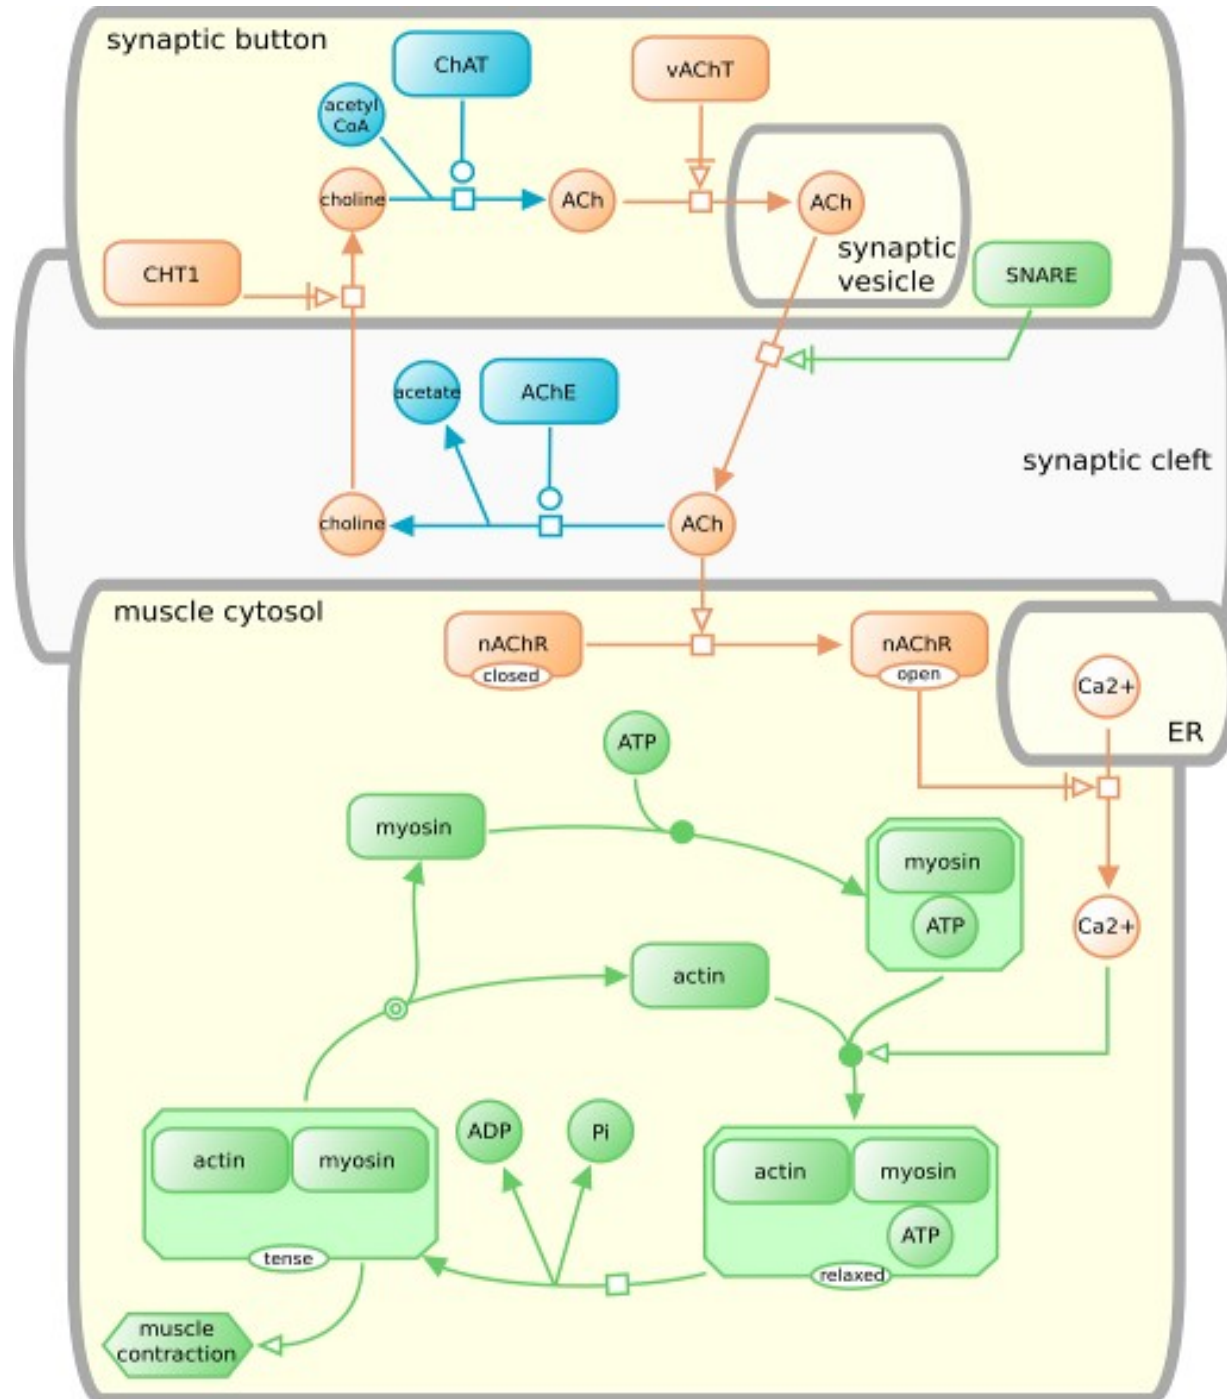 synaptic button
ChAT
vAChT
acetyl
CoA
choline
ACh
ACh
synaptic
vesicle
CHT1
SNARE
acetate
AChE
synaptic cleft
choline
ACh
muscle cytosol
nAChR
closed
nAChR
open
Ca2+
ER
ATP
myosin
myosin
ATP
Ca2+
actin
actin
myosin
tense
ADP
Pi
actin
myosin
ATP
relaxed
muscle
contraction